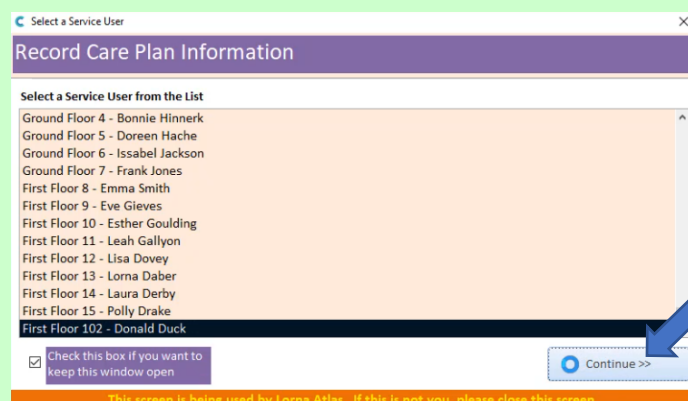 Select a Service User
Record Care Plan Information
Select a Service User from the List
Ground Floor 4 - Bonnie Hinnerk
Ground Floor 5 - Doreen Hache
Ground Floor 6 - Issabel Jackson
Ground Floor 7 - Frank Jones
First Floor 8 - Emma Smith
First Floor 9 - Eve Gieves
First Floor 10 - Esther Goulding
First Floor 11 - Leah Gallyon
First Floor 12 - Lisa Dovey
First Floor 13 - Lorna Daber
First Floor 14 - Laura Derby
First Floor 15 - Polly Drake
First Floor 102 - Donald Duck
Check this box if you want to
keep this window open
Continue >>
This screen is being used by Lorna Atlas. If this is not you, please close this screen